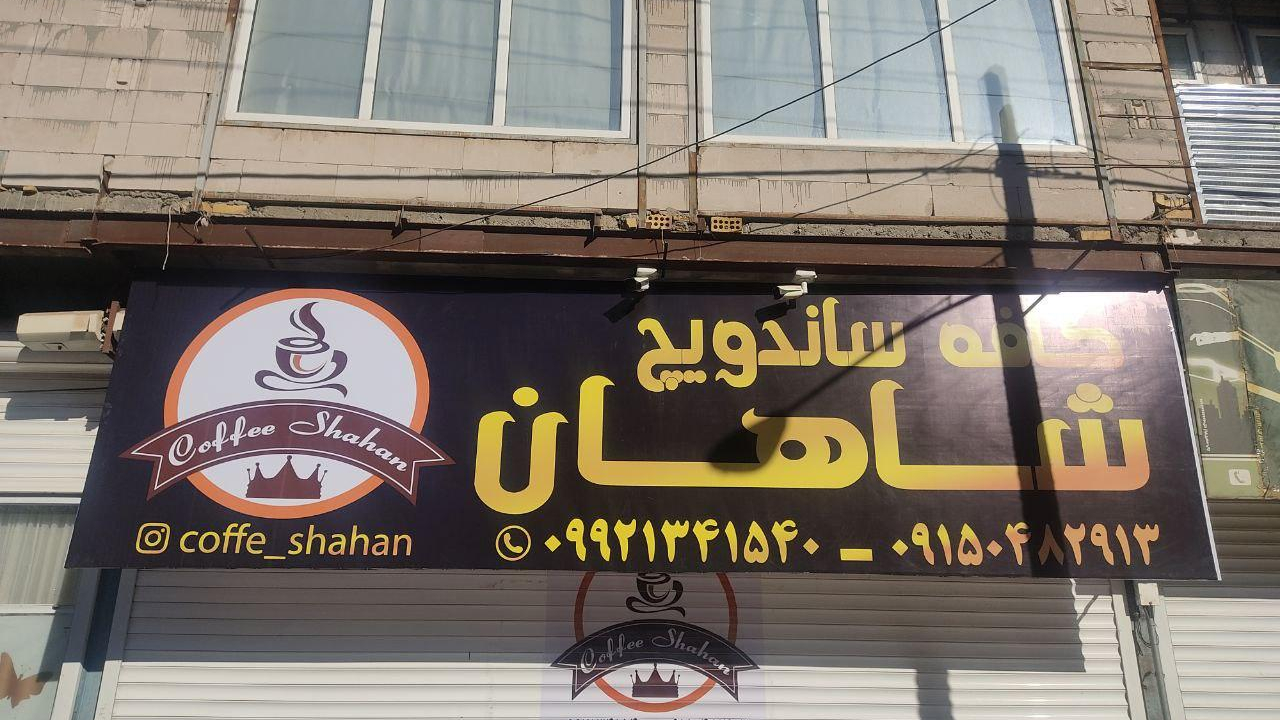 کافه ساندویچ
شاهان
۰۹۹۲۱۳۴۱۵۴۰ - ۰۹۱۵۰۴۸۲۹۱۳
Coffee Shahan
coffe_shahan
Coffee Shahan